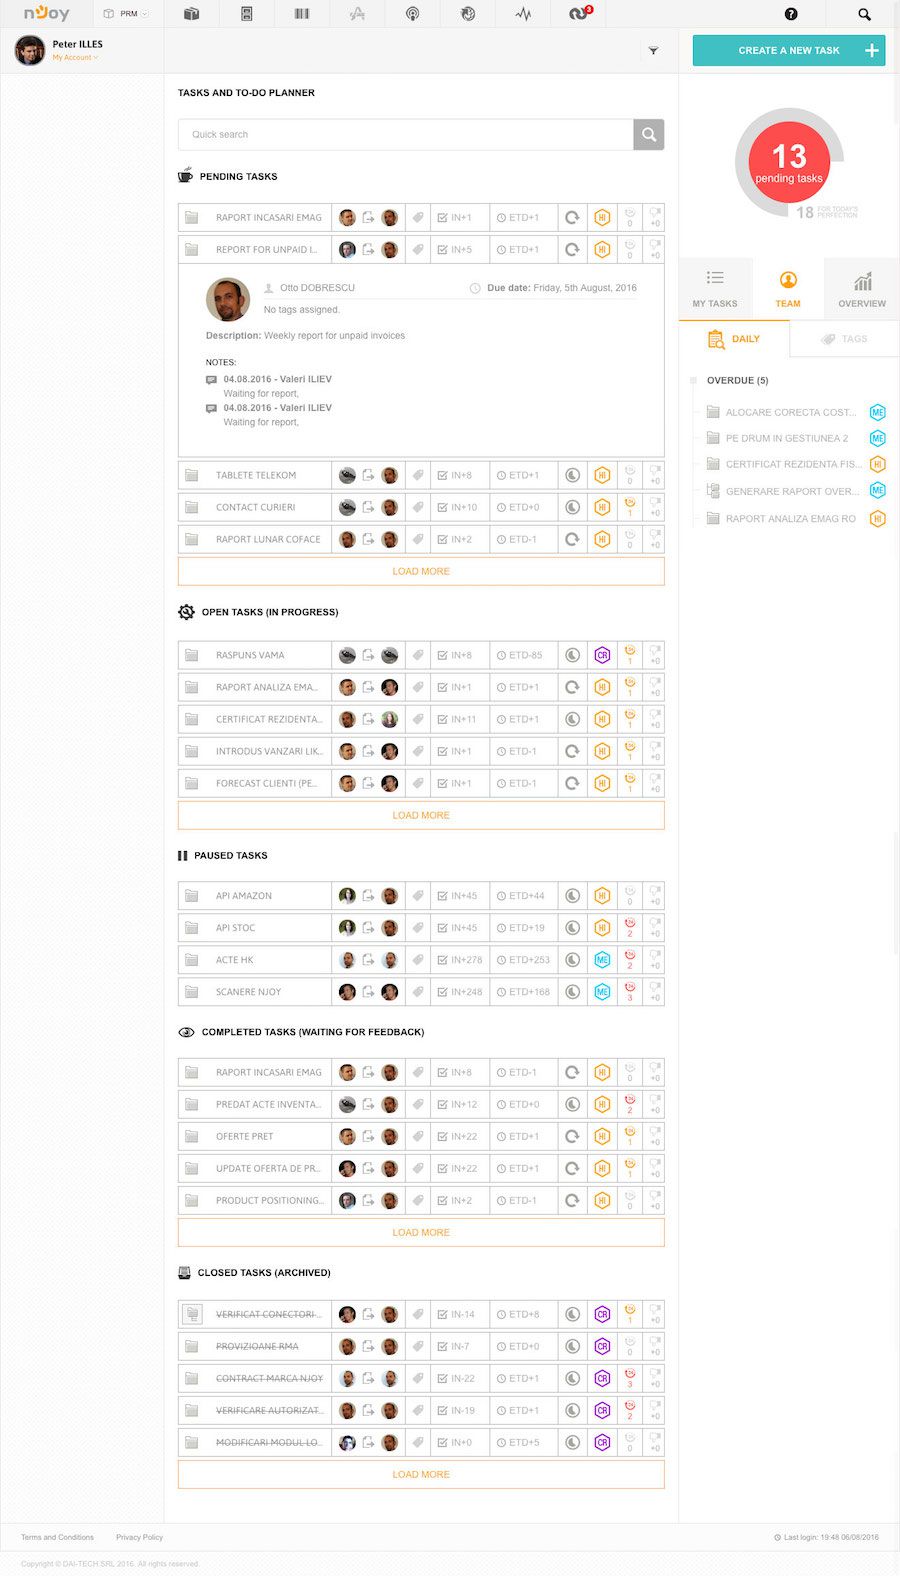 nJoy
PRM
3
Peter ILLES
My Account
CREATE A NEW TASK
TASKS AND TO-DO PLANNER
Quick search
13
pending tasks
18 FOR TODAY'S
PERFECTION
MY TASKS
TEAM
OVERVIEW
DAILY
TAGS
OVERDUE (5)
ALOCARE CORECTA COST... ME
PE DRUM IN GESTIUNEA 2 ME
CERTIFICAT REZIDENTA FIS... HI
GENERARE RAPORT OVER... ME
RAPORT ANALIZA EMAG RO HI
PENDING TASKS
RAPORT INCASARI EMAG IN+1 ETD+1 HI 0 +0
REPORT FOR UNPAID I... IN+5 ETD+1 HI 0 +0
Otto DOBRESCU
Due date: Friday, 5th August, 2016
No tags assigned.
Description: Weekly report for unpaid invoices
NOTES:
04.08.2016 - Valeri ILIEV
Waiting for report,
04.08.2016 - Valeri ILIEV
Waiting for report,
TABLETE TELEKOM IN+8 ETD+1 HI 0 +0
CONTACT CURIERI IN+10 ETD+0 HI 1 +0
RAPORT LUNAR COFACE IN+2 ETD-1 HI 0 +0
LOAD MORE
OPEN TASKS (IN PROGRESS)
RASPUNS VAMA IN+8 ETD-85 CR 1 +0
RAPORT ANALIZA EMA... IN+1 ETD+1 HI 1 +0
CERTIFICAT REZIDENTA... IN+11 ETD+1 HI 1 +0
INTRODUS VANZARI LIK... IN+1 ETD-1 HI 1 +0
FORECAST CLIENTI (PE... IN+1 ETD-1 HI 1 +0
LOAD MORE
PAUSED TASKS
API AMAZON IN+45 ETD+44 HI 0 +0
API STOC IN+45 ETD+19 HI 2 +0
ACTE HK IN+278 ETD+253 ME 2 +0
SCANERE NJOY IN+248 ETD+168 ME 3 +0
COMPLETED TASKS (WAITING FOR FEEDBACK)
RAPORT INCASARI EMAG IN+8 ETD-1 HI 0 +0
PREDAT ACTE INVENTA... IN+12 ETD+0 HI 2 +0
OFERTE PRET IN+22 ETD+1 HI 1 +0
UPDATE OFERTA DE PR... IN+22 ETD+1 HI 1 +0
PRODUCT POSITIONING... IN+2 ETD-1 HI 0 +0
LOAD MORE
CLOSED TASKS (ARCHIVED)
VERIFICAT CONECTORI ... IN-14 ETD+8 CR 1 +0
PROVIZIOANE RMA IN-7 ETD+0 CR 0 +0
CONTRACT MARCA NJOY IN-22 ETD+1 CR 3 +0
VERIFICARE AUTORIZAT... IN-19 ETD+1 CR 2 +0
MODIFICARI MODUL LO... IN+0 ETD+5 CR 0 +0
LOAD MORE
Terms and Conditions
Privacy Policy
Last login: 19:48 06/08/2016
Copyright © DAI-TECH SRL 2016. All rights reserved.